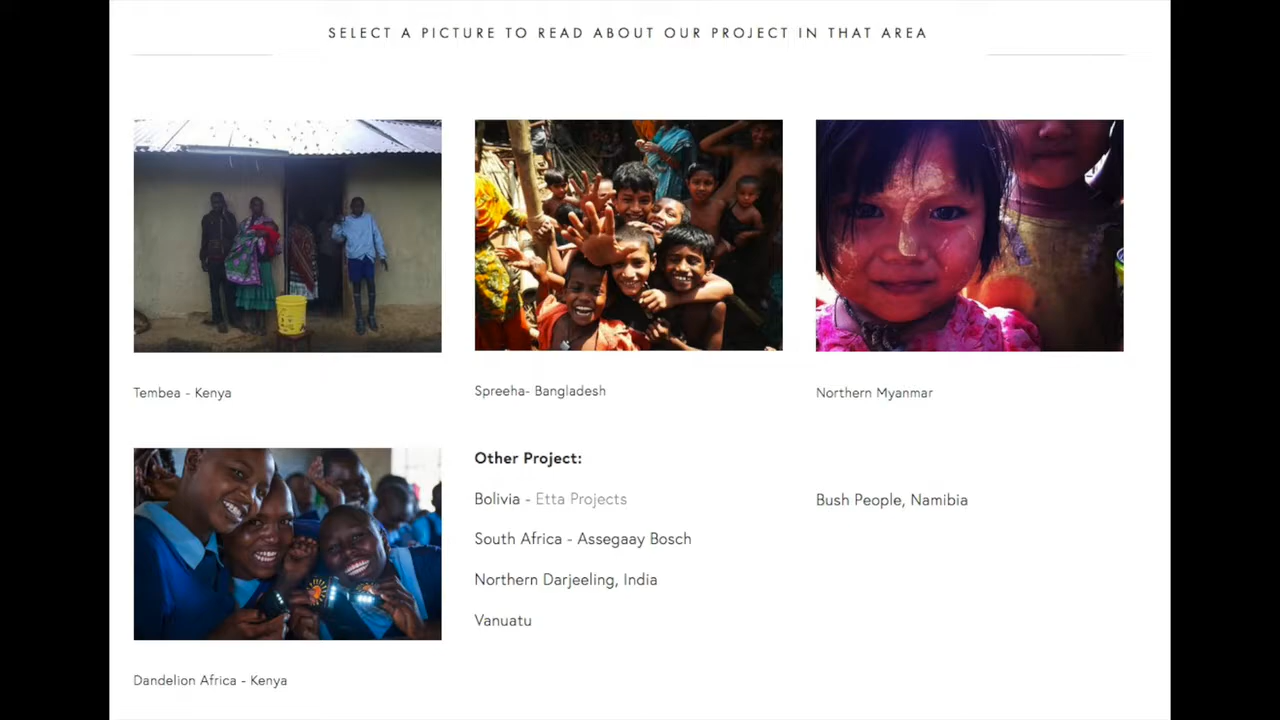 SELECT A PICTURE TO READ ABOUT OUR PROJECT IN THAT AREA
Tembea - Kenya
Spreeha- Bangladesh
Northern Myanmar
Other Project:
Bolivia - Etta Projects
Bush People, Namibia
South Africa - Assegaay Bosch
Northern Darjeeling, India
Vanuatu
Dandelion Africa - Kenya